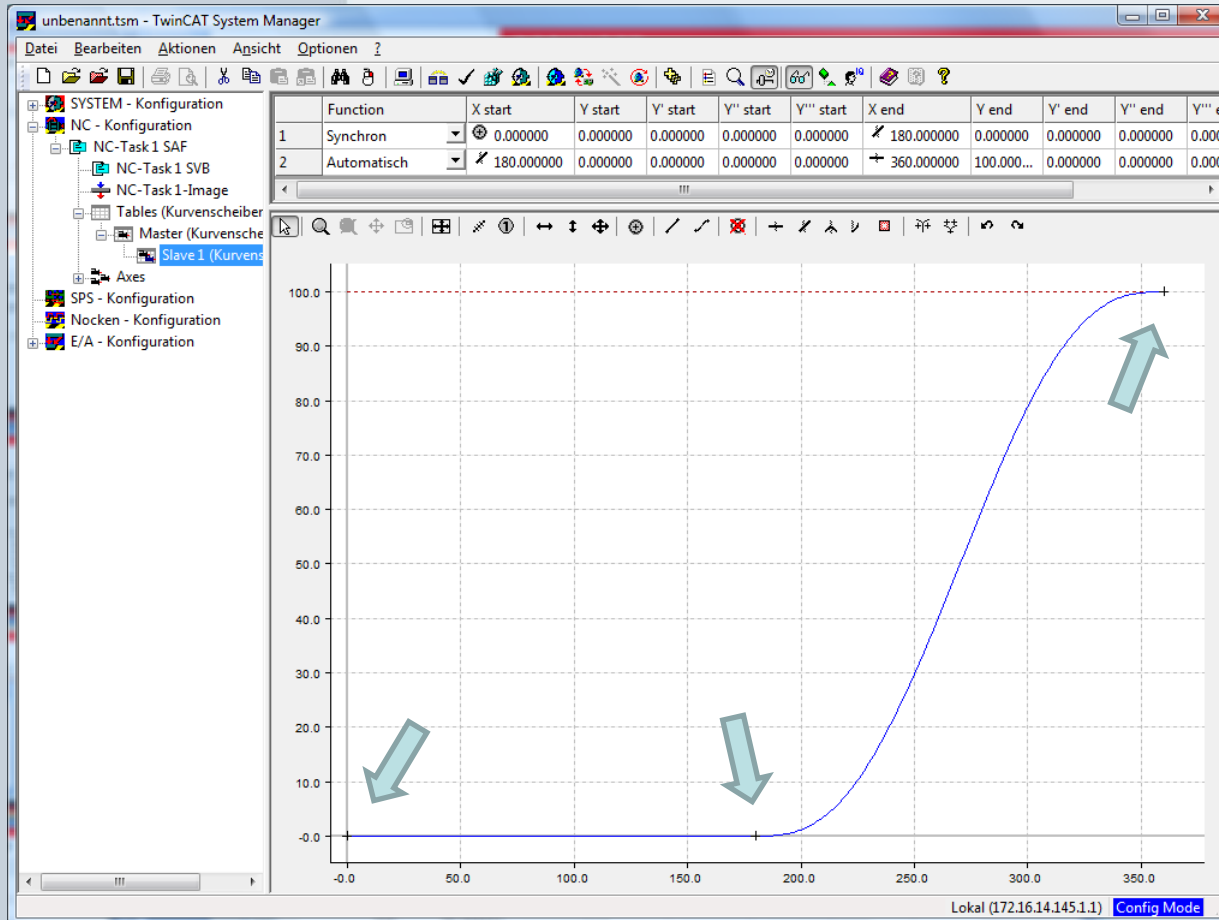 unbenannt.tsm - TwinCAT System Manager
Datei Bearbeiten Aktionen Ansicht Optionen ?
SYSTEM - Konfiguration
NC - Konfiguration
NC-Task 1 SAF
NC-Task 1 SVB
NC-Task 1-Image
Tables (Kurvenscheiber
Master (Kurvensche
Slave 1 (Kurvens
Axes
SPS - Konfiguration
Nocken - Konfiguration
E/A - Konfiguration
Function X start Y start Y' start Y'' start Y''' start X end Y end Y' end Y'' end Y''' e
1 Synchron 0.000000 0.000000 0.000000 0.000000 0.000000 180.000000 0.000000 0.000000 0.000000 0.000
2 Automatisch 180.000000 0.000000 0.000000 0.000000 0.000000 360.000000 100.000... 0.000000 0.000000 0.000
100.0
90.0
80.0
70.0
60.0
50.0
40.0
30.0
20.0
10.0
-0.0
-0.0 50.0 100.0 150.0 200.0 250.0 300.0 350.0
Lokal (172.16.14.145.1.1) Config Mode